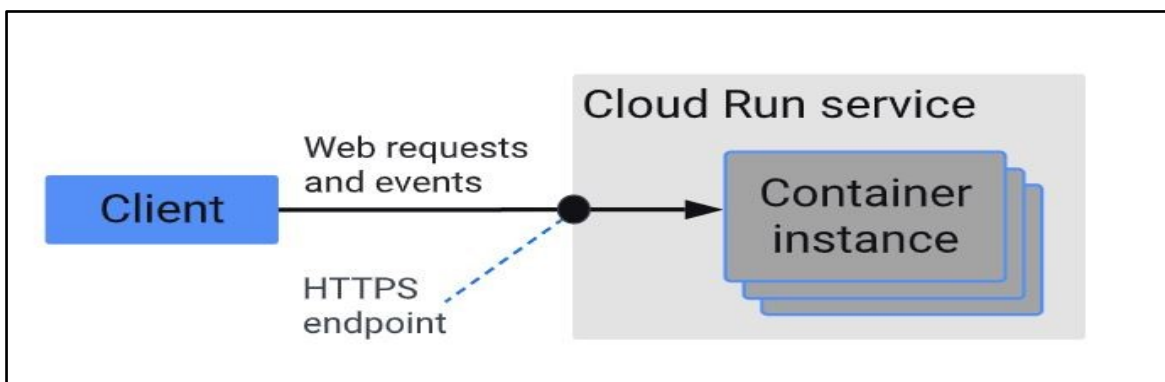 Cloud Run service
Web requests
and events
Client
Container
instance
HTTPS
endpoint